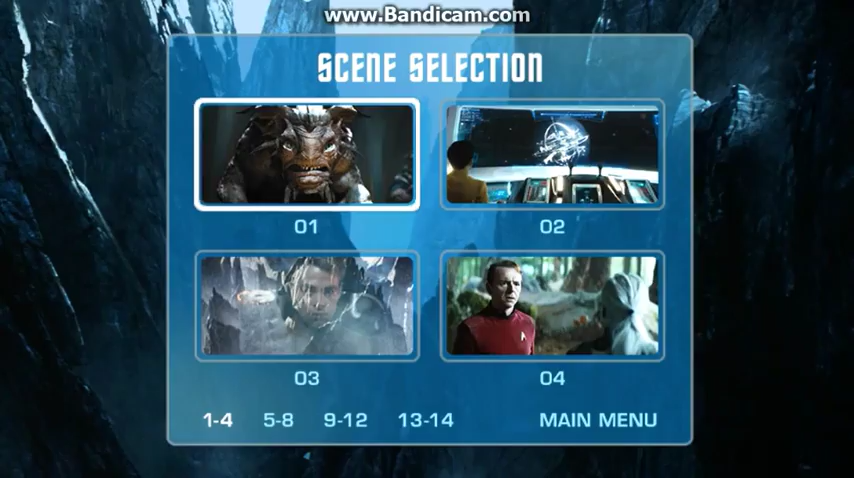 www.Bandicam.com
SCENE SELECTION
01 02
03 04
1-4 5-8 9-12 13-14 MAIN MENU